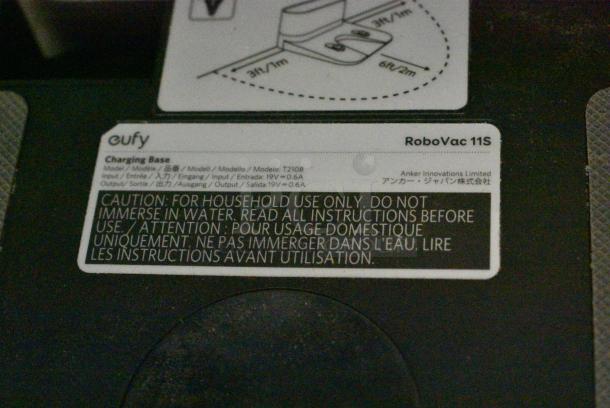 3ft/1m
3ft/1m
6ft/2m
eufy
RoboVac 11S
Charging Base
Model / Modèle / 品番 / Modell / Modello / Modelo: T2108
Input / Entrée / 入力 / Eingang / Input / Entrada: 19V⎓0.6A
Output/ Sortie / 出力 /Ausgang / Output / Salida:19V⎓0.6A
Anker Innovations Limited
アンカー・ジャパン株式会社
CAUTION: FOR HOUSEHOLD USE ONLY. DO NOT
IMMERSE IN WATER. READ ALL INSTRUCTIONS BEFORE
USE. / ATTENTION : POUR USAGE DOMESTIQUE
UNIQUEMENT. NE PAS IMMERGER DANS L'EAU. LIRE
LES INSTRUCTIONS AVANT UTILISATION.